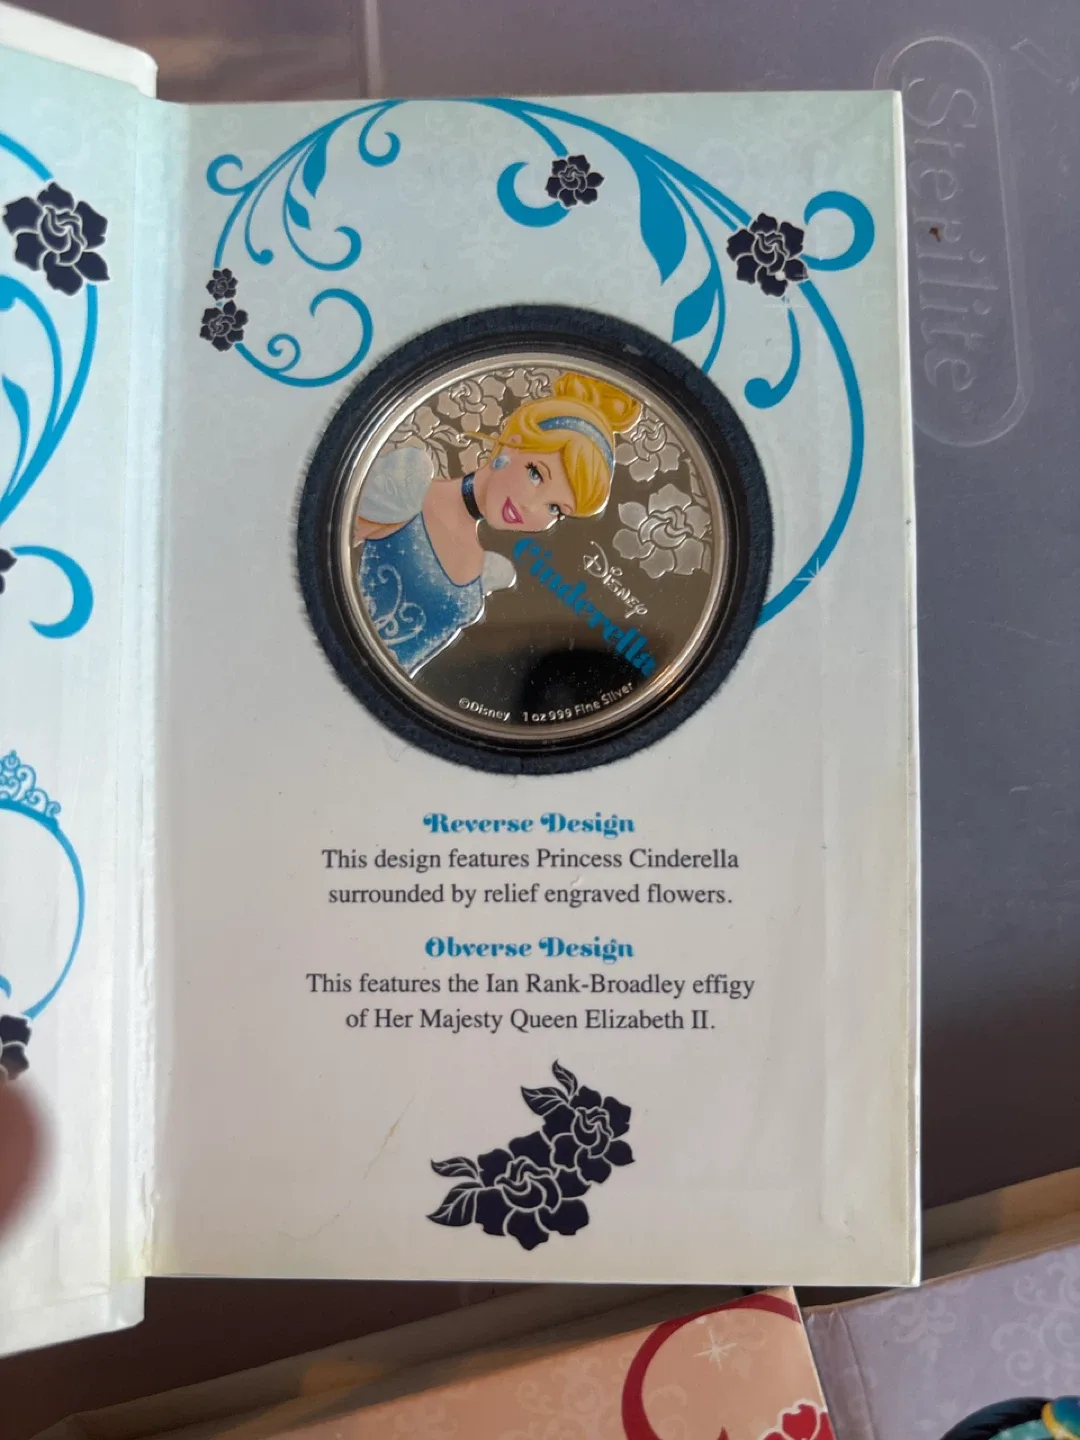 Sterilite
Disney
Cinderella
©Disney 1 oz 999 Fine Silver
Reverse Design
This design features Princess Cinderella
surrounded by relief engraved flowers.
Obverse Design
This features the Ian Rank-Broadley effigy
of Her Majesty Queen Elizabeth II.